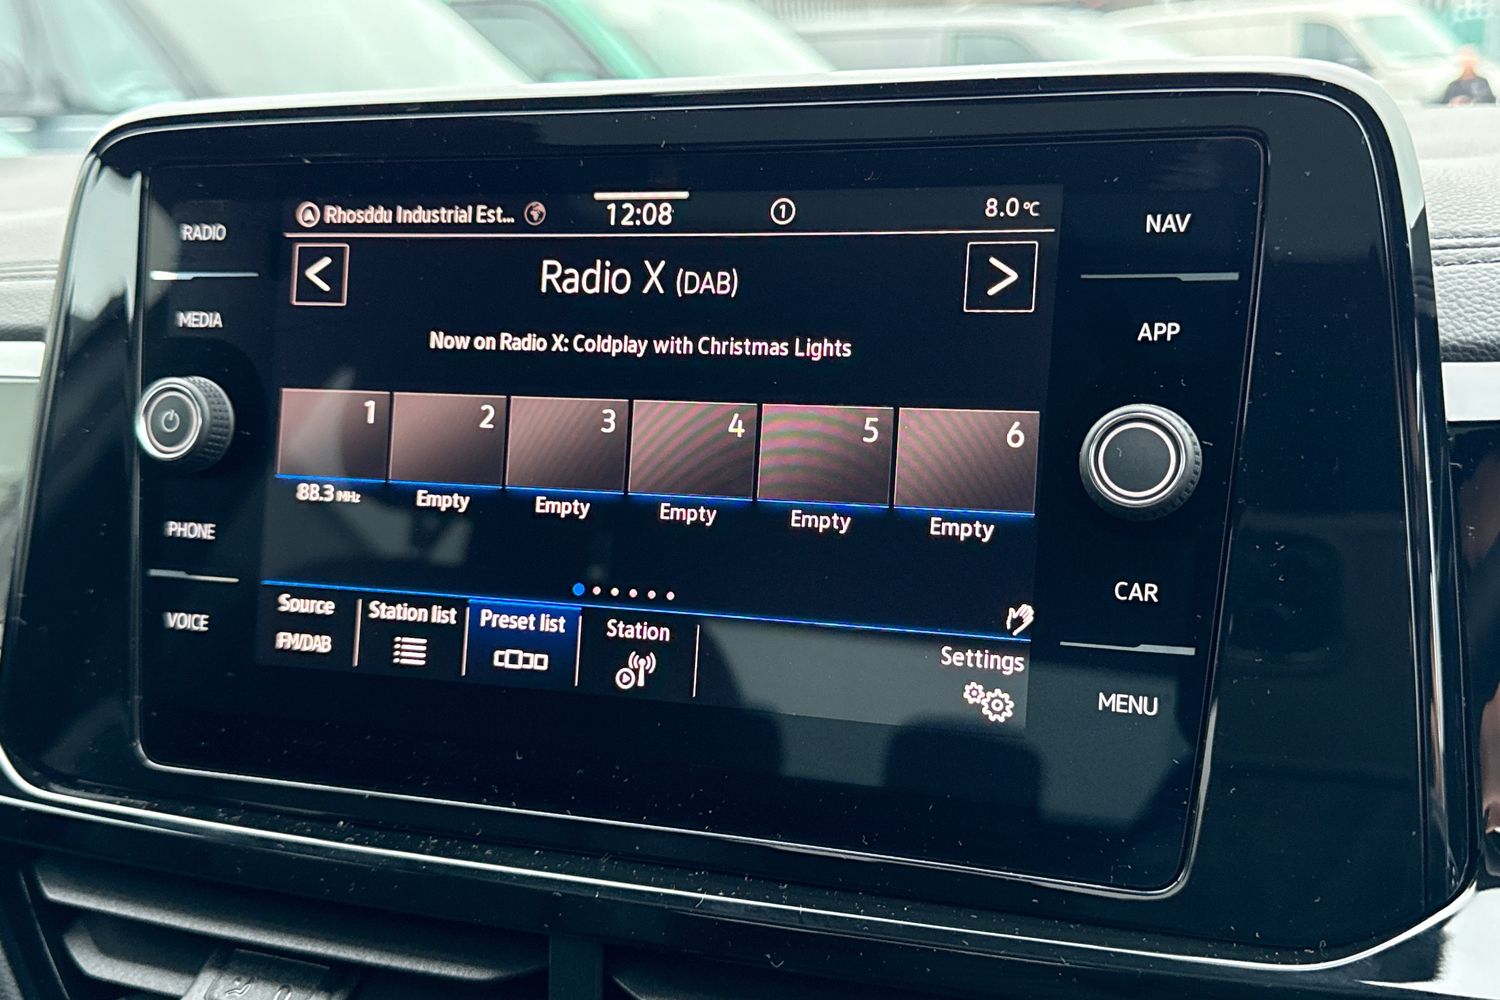 RADIO
MEDIA
PHONE
VOICE
Rhosddu Industrial Est... 12:08 1 8.0°C
Radio X (DAB)
Now on Radio X: Coldplay with Christmas Lights
1 2 3 4 5 6
88.3 MHz Empty Empty Empty Empty Empty
Source Station list Preset list Station Settings
FM/DAB
NAV
APP
CAR
MENU